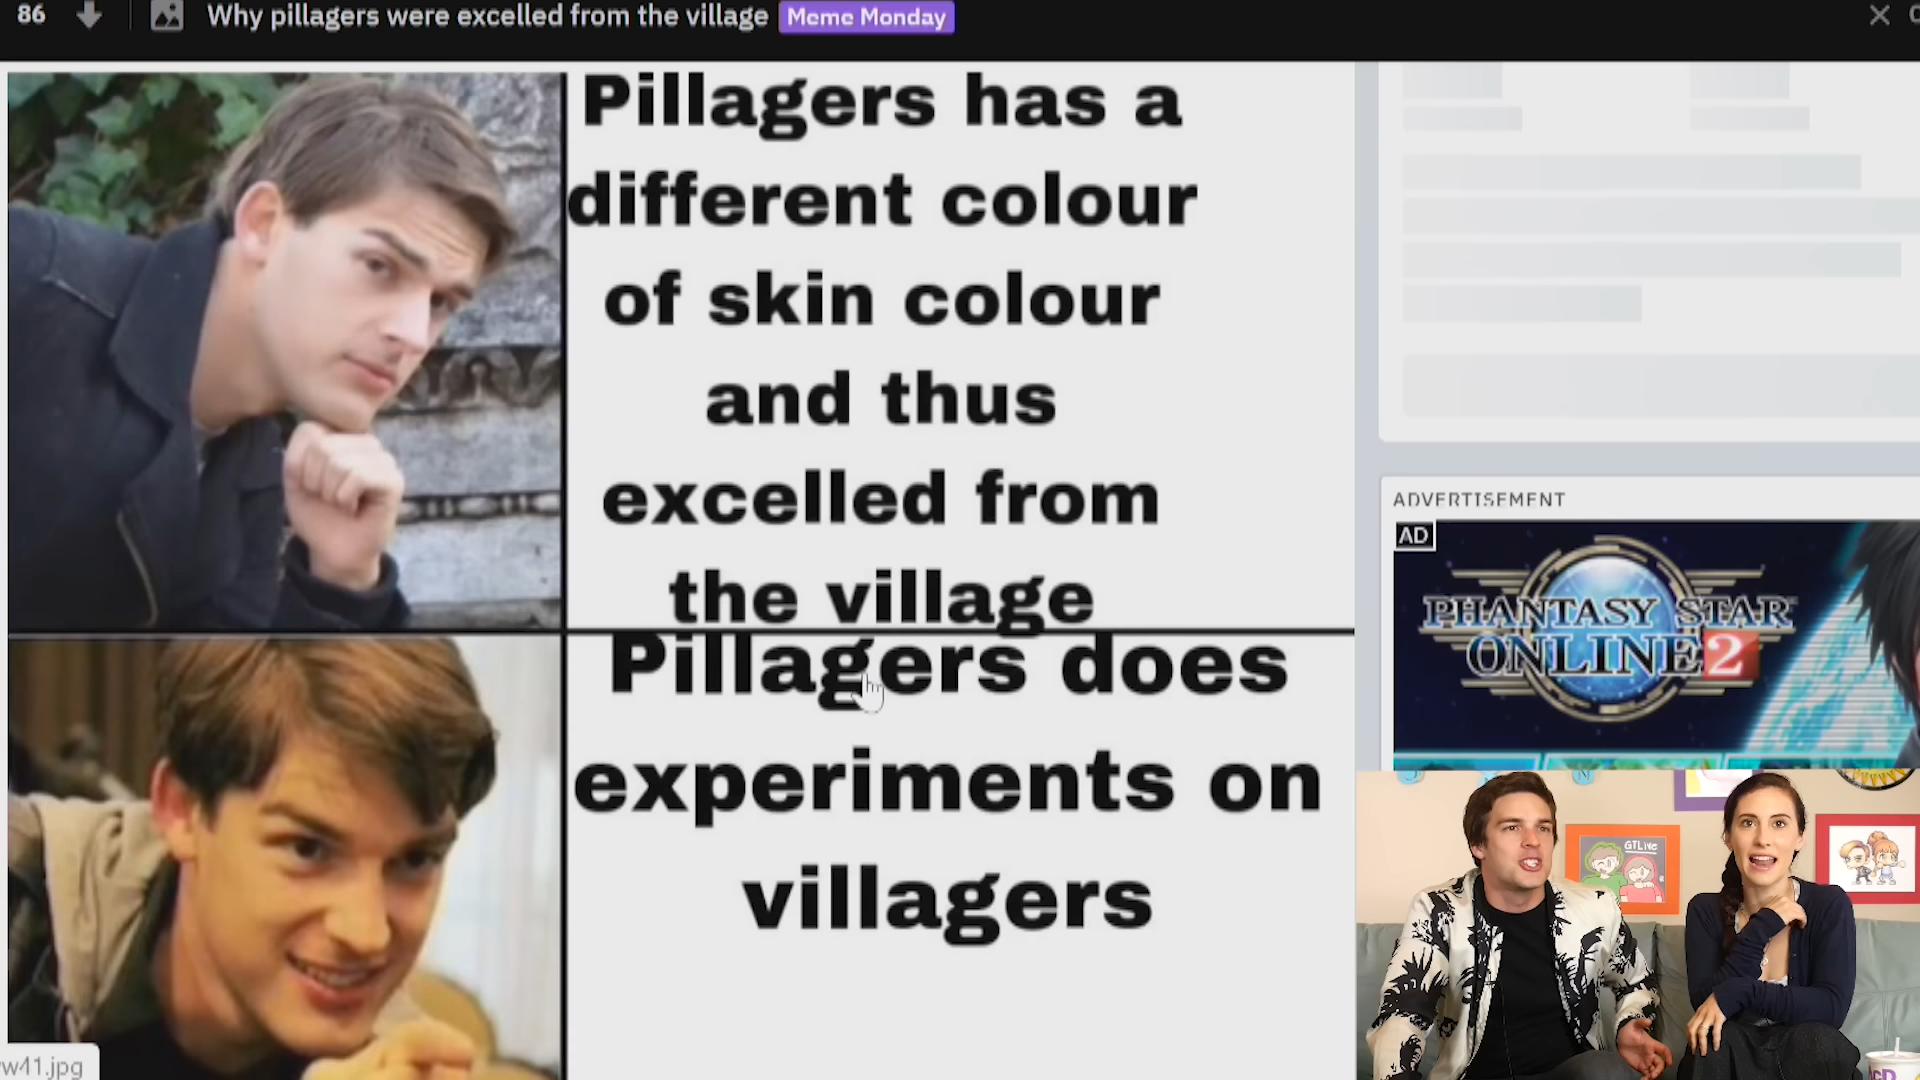 86
Why pillagers were excelled from the village Meme Monday
Pillagers has a
different colour
of skin colour
and thus
excelled from
the village
Pillagers does
experiments on
villagers
ADVERTISEMENT
AD
PHANTASY STAR
ONLINE 2
GTLive
w41.jpg